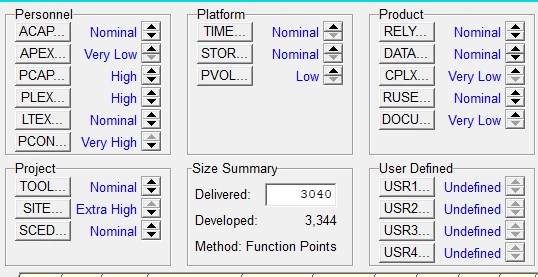 Personnel
ACAP... Nominal
APEX... Very Low
PCAP... High
PLEX... High
LTEX... Nominal
PCON... Very High
Platform
TIME... Nominal
STOR... Nominal
PVOL... Low
Product
RELY... Nominal
DATA... Nominal
CPLX... Very Low
RUSE... Nominal
DOCU... Very Low
Project
TOOL... Nominal
SITE... Extra High
SCED... Nominal
Size Summary
Delivered: 3040
Developed: 3,344
Method: Function Points
User Defined
USR1... Undefined
USR2... Undefined
USR3... Undefined
USR4... Undefined